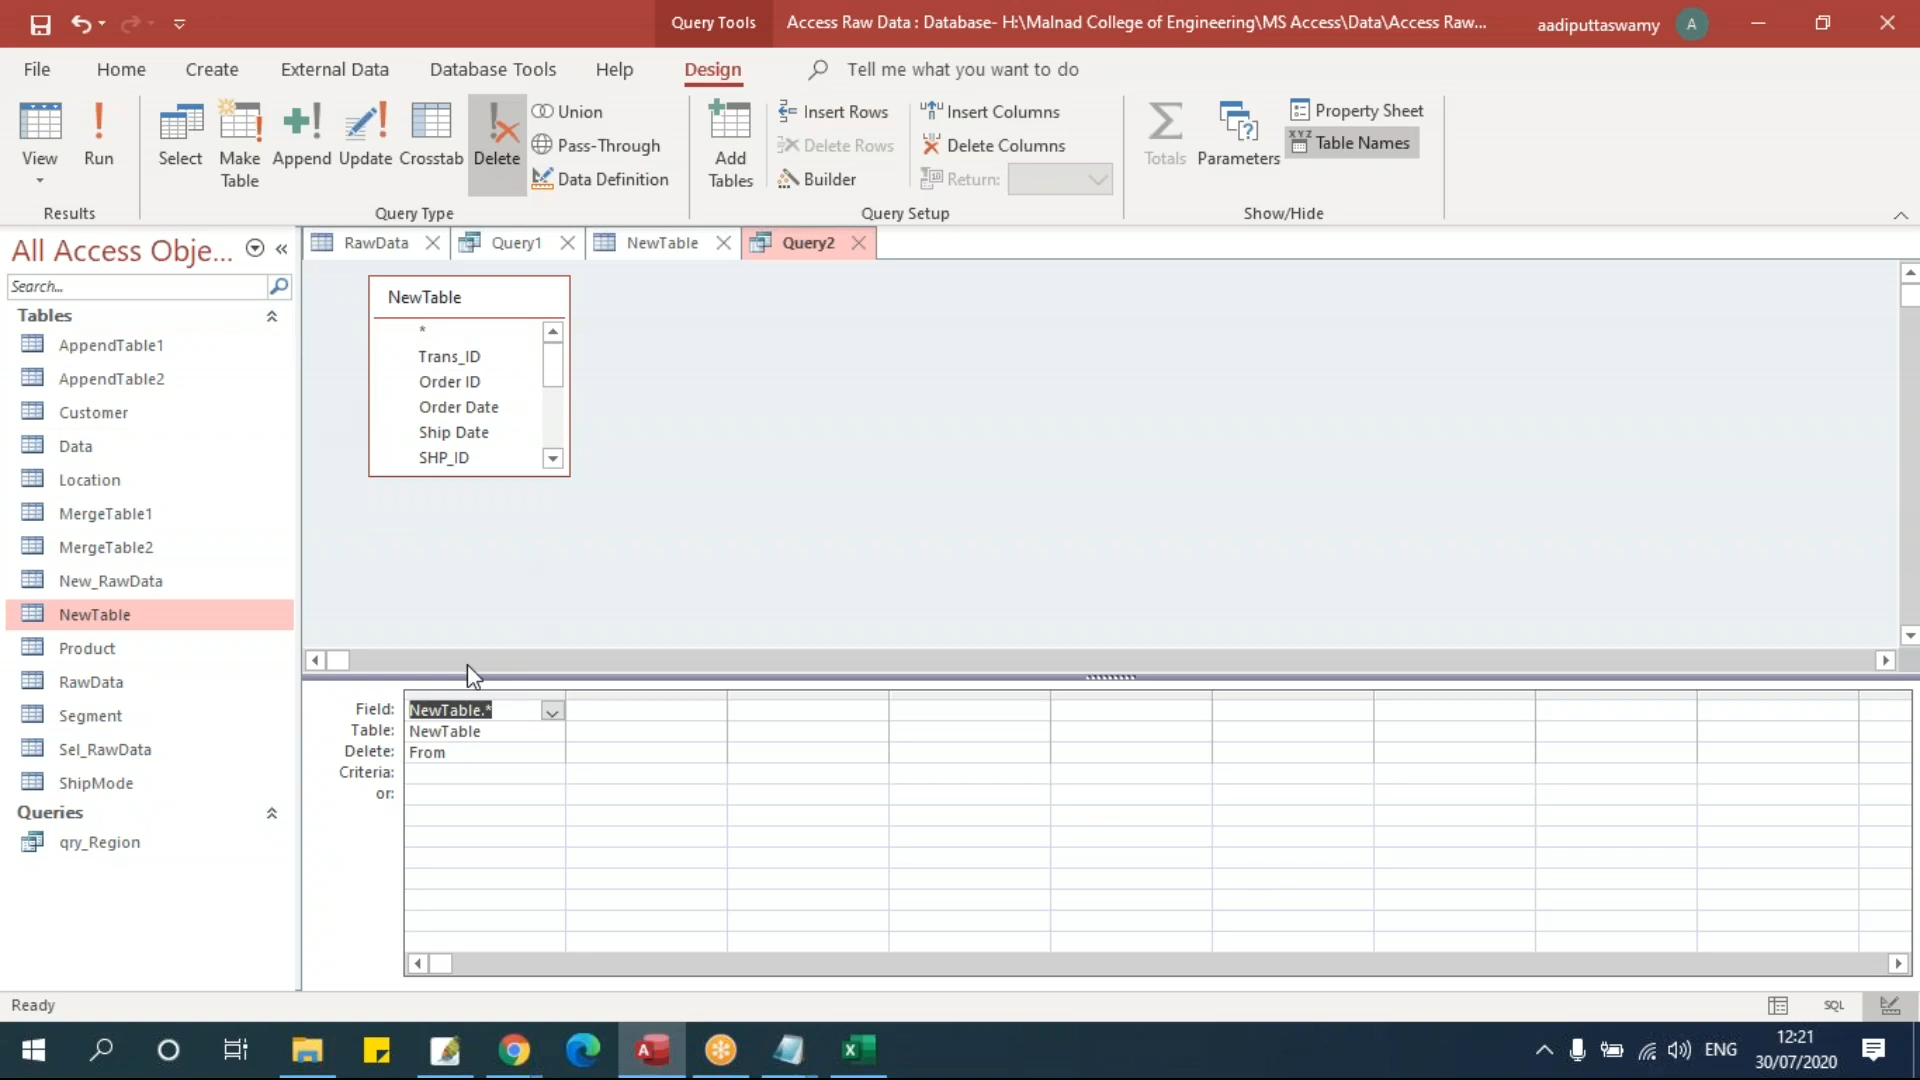 Query Tools
Access Raw Data : Database- H:\Malnad College of Engineering\MS Access\Data\Access Raw...
aadiputtaswamy
A
File
Home
Create
External Data
Database Tools
Help
Design
Tell me what you want to do
View
Run
Select
Make
Table
Append
Update
Crosstab
Delete
Union
Pass-Through
Data Definition
Add
Tables
Insert Rows
Delete Rows
Builder
Insert Columns
Delete Columns
Return:
Totals
Parameters
Property Sheet
XYZ
Table Names
Results
Query Type
Query Setup
Show/Hide
All Access Obje...
Search...
Tables
AppendTable1
AppendTable2
Customer
Data
Location
MergeTable1
MergeTable2
New_RawData
NewTable
Product
RawData
Segment
Sel_RawData
ShipMode
Queries
qry_Region
RawData
Query1
NewTable
Query2
NewTable
*
Trans_ID
Order ID
Order Date
Ship Date
SHP_ID
Field: NewTable.*
Table: NewTable
Delete: From
Criteria:
or:
Ready
SQL
ENG
12:21
30/07/2020